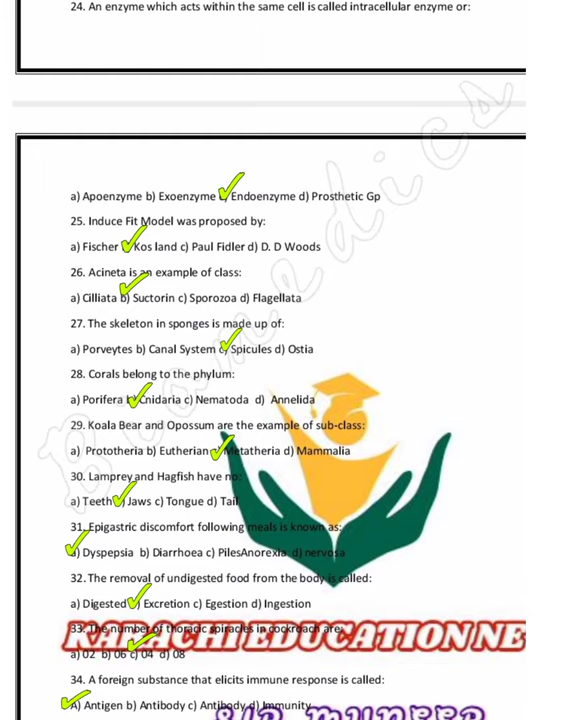 24. An enzyme which acts within the same cell is called intracellular enzyme or:
a) Apoenzyme b) Exoenzyme c) Endoenzyme d) Prosthetic Gp
25. Induce Fit Model was proposed by:
a) Fischer Kos land c) Paul Fidler d) D. D Woods
26. Acineta is an example of class:
a) Cilliata b) Suctorin c) Sporozoa d) Flagellata
27. The skeleton in sponges is made up of:
a) Porveytes b) Canal System c) Spicules d) Ostia
28. Corals belong to the phylum:
a) Porifera b) Cnidaria c) Nematoda d) Annelida
29. Koala Bear and Opossum are the example of sub-class:
a) Prototheria b) Eutherian Metatheria d) Mammalia
30. Lamprey and Hagfish have no:
a) Teeth Jaws c) Tongue d) Tail
31. Epigastric discomfort following meals is known as:
a) Dyspepsia b) Diarrhoea c) PilesAnorexia d) nervosa
32. The removal of undigested food from the body is called:
a) Digested Excretion c) Egestion d) Ingestion
KARACHI EDUCATION NE
33. The number of thoracic spiracles in cockroach are:
a) 02 b) 06 c) 04 d) 08
34. A foreign substance that elicits immune response is called:
A) Antigen b) Antibody c) Antibody d) Immunity
SIR MUNEER
Biomedics